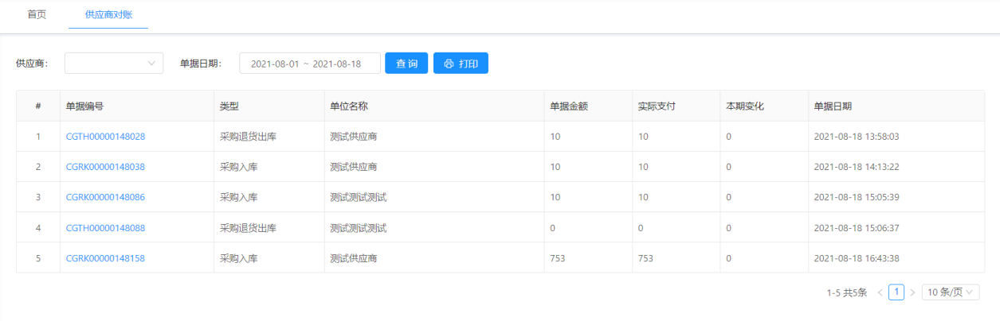 首页 供应商对账
供应商： 单据日期： 2021-08-01 ~ 2021-08-18 查 询 打印
# 单据编号 类型 单位名称 单据金额 实际支付 本期变化 单据日期
1 CGTH00000148028 采购退货出库 测试供应商 10 10 0 2021-08-18 13:58:03
2 CGRK00000148038 采购入库 测试供应商 10 10 0 2021-08-18 14:13:22
3 CGRK00000148086 采购入库 测试测试测试 10 10 0 2021-08-18 15:05:39
4 CGTH00000148088 采购退货出库 测试测试测试 0 0 0 2021-08-18 15:06:37
5 CGRK00000148158 采购入库 测试供应商 753 753 0 2021-08-18 16:43:38
1-5 共5条 < 1 > 10 条/页